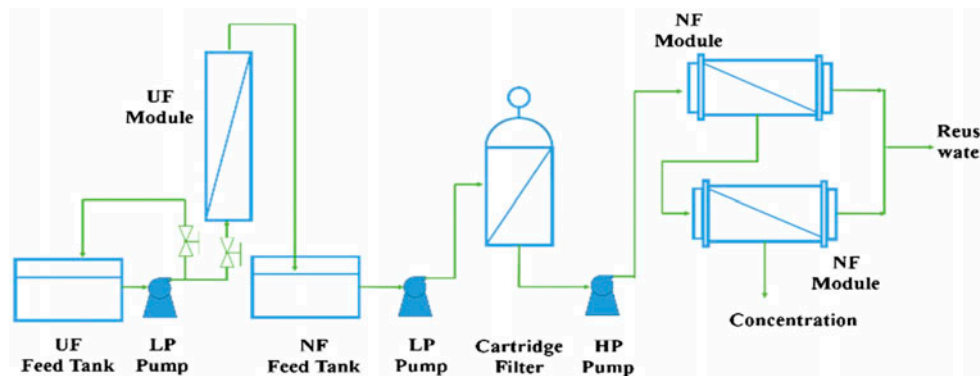 NF
Module
UF
Module
Reus
water
NF
Module
Concentration
UF
Feed Tank
LP
Pump
NF
Feed Tank
LP
Pump
Cartridge
Filter
HP
Pump